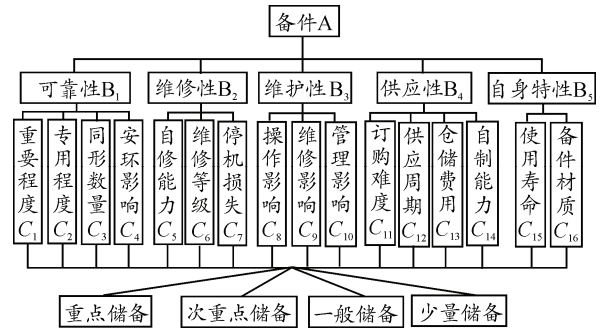 备件A
可靠性B₁
维修性B₂
维护性B₃
供应性B₄
自身特性B₅
重要程度C₁
专用程度C₂
同形数量C₃
安环影响C₄
自修能力C₅
维修等级C₆
停机损失C₇
操作影响C₈
维修影响C₉
管理影响C₁₀
订购难度C₁₁
供应周期C₁₂
仓储费用C₁₃
自制能力C₁₄
使用寿命C₁₅
备件材质C₁₆
重点储备
次重点储备
一般储备
少量储备